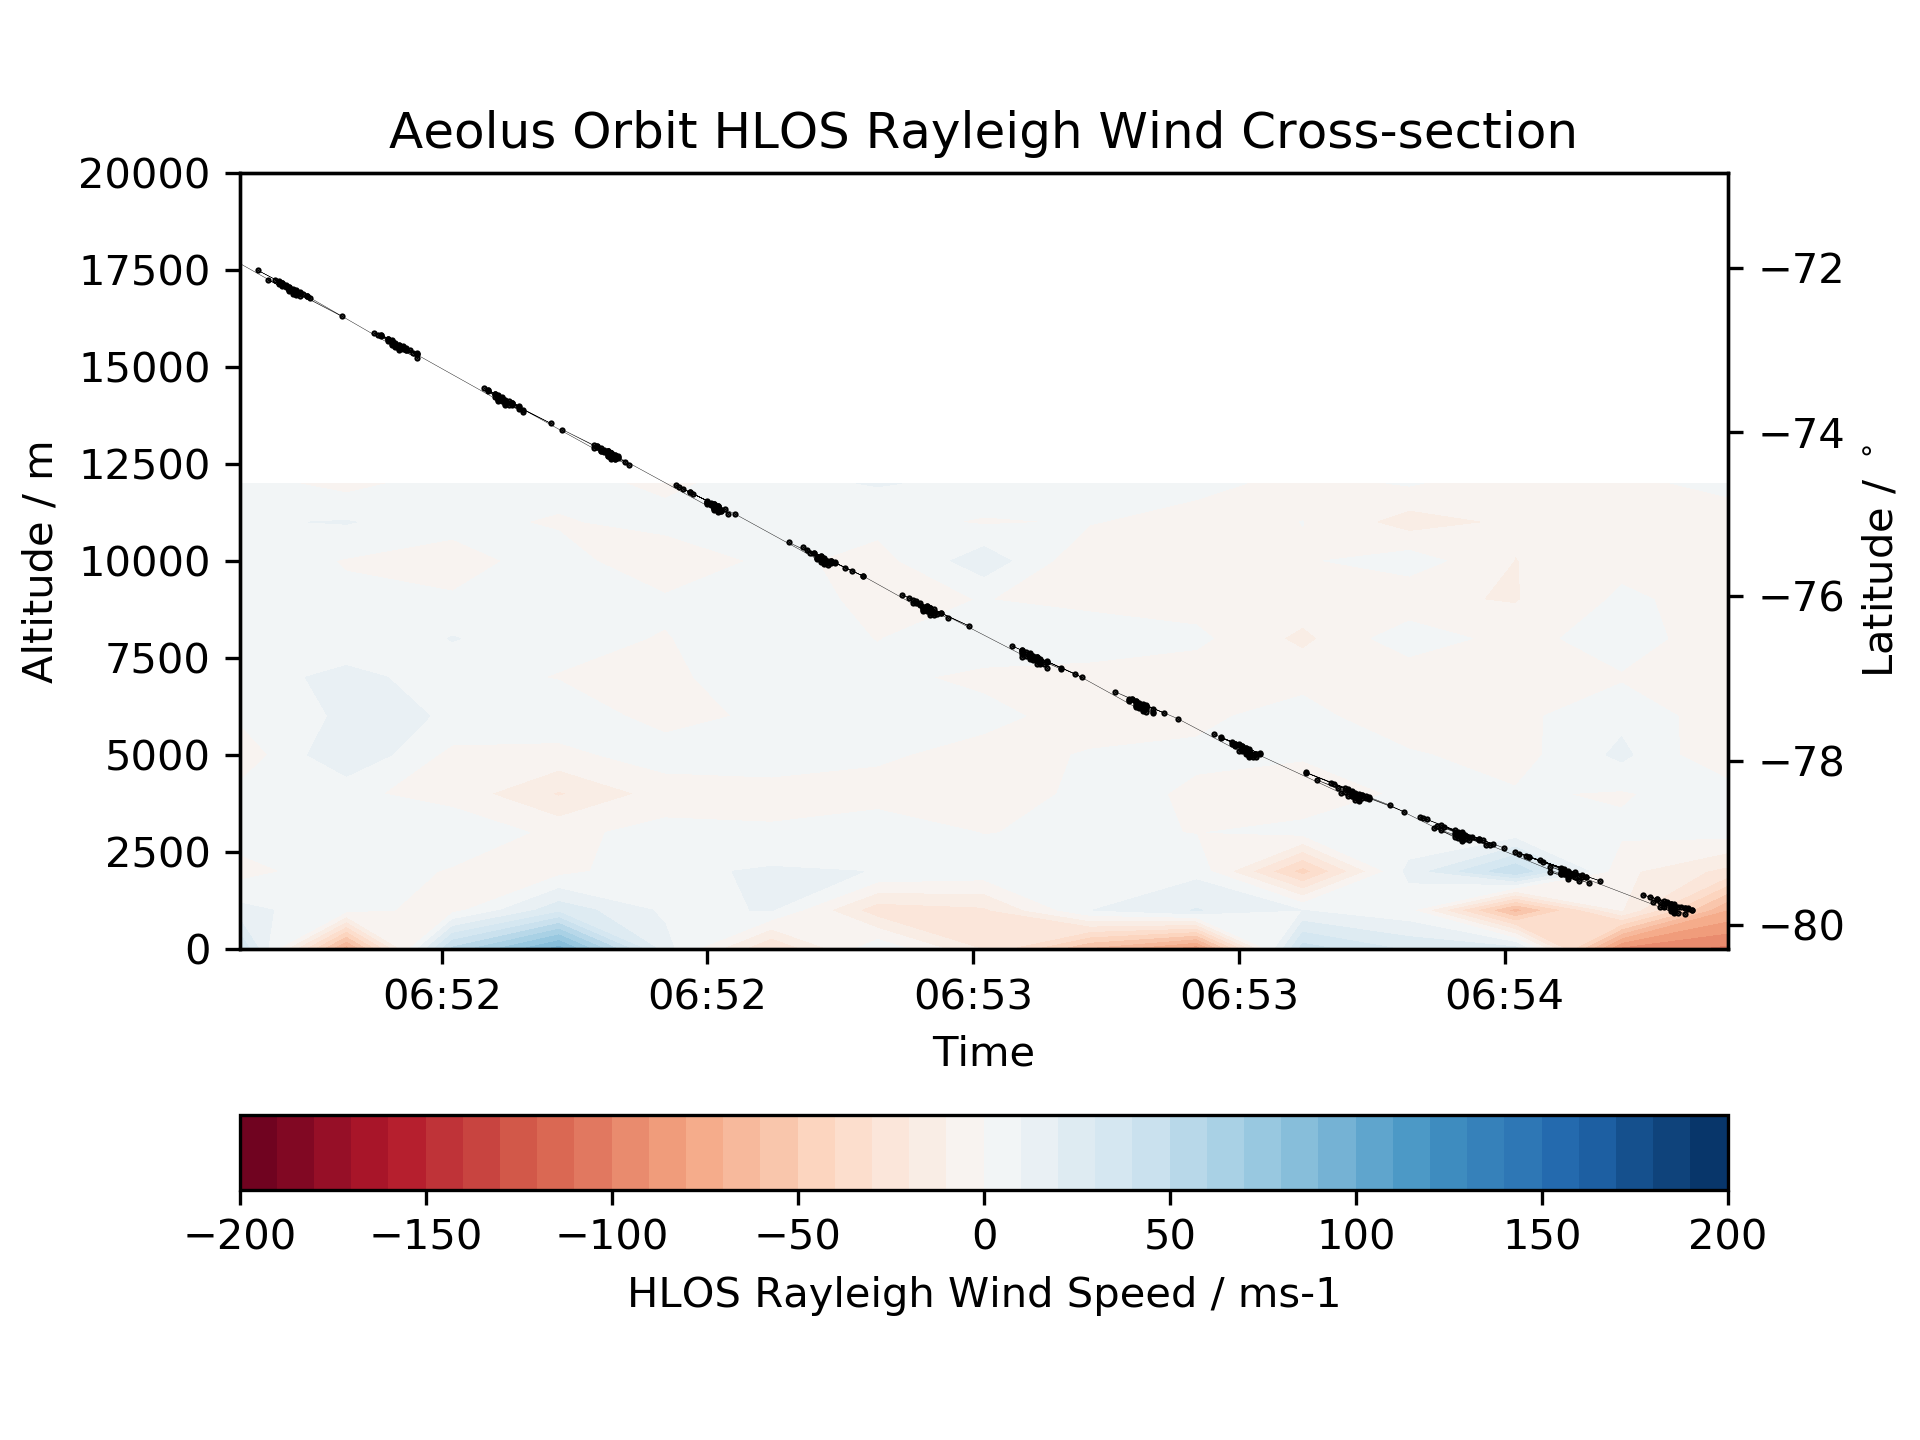 Aeolus Orbit HLOS Rayleigh Wind Cross-section
20000
17500
15000
12500
10000
7500
5000
2500
0
Altitude / m
−72
−74
−76
−78
−80
Latitude / °
06:52 06:52 06:53 06:53 06:54
Time
−200 −150 −100 −50 0 50 100 150 200
HLOS Rayleigh Wind Speed / ms-1